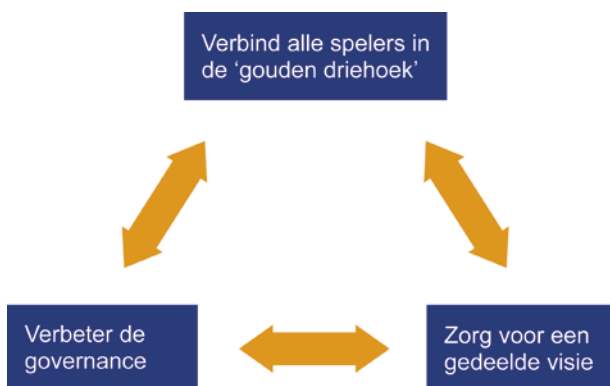 Verbind alle spelers in
de ‘gouden driehoek’
Verbeter de
governance
Zorg voor een
gedeelde visie